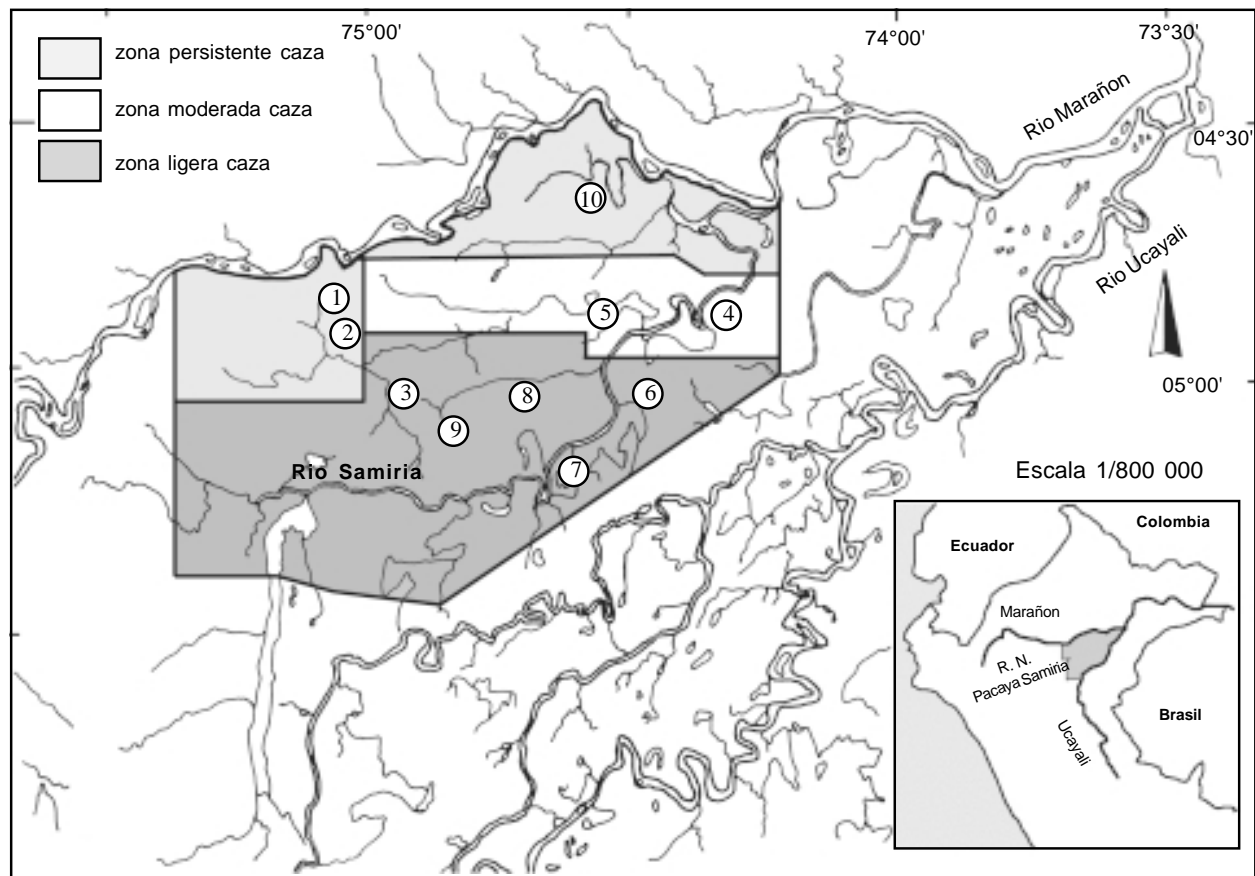 75°00'
74°00'
73°30'
zona persistente caza
zona moderada caza
zona ligera caza
Rio Marañon
04°30'
Rio Ucayali
10
1
2
5
4
3
8
6
9
7
05°00'
Rio Samiria
Escala 1/800 000
Colombia
Ecuador
Marañon
R. N.
Pacaya Samiria
Brasil
Ucayali